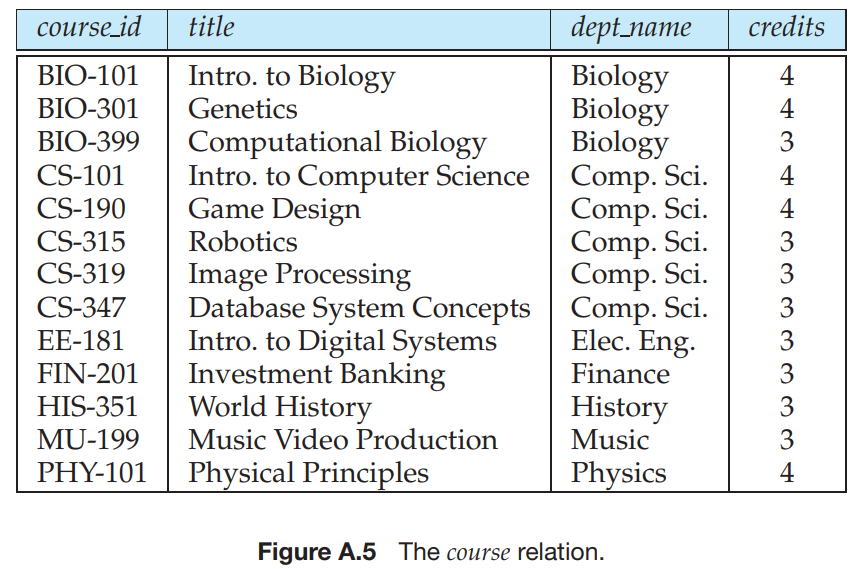 course_id title dept_name credits
BIO-101 Intro. to Biology Biology 4
BIO-301 Genetics Biology 4
BIO-399 Computational Biology Biology 3
CS-101 Intro. to Computer Science Comp. Sci. 4
CS-190 Game Design Comp. Sci. 4
CS-315 Robotics Comp. Sci. 3
CS-319 Image Processing Comp. Sci. 3
CS-347 Database System Concepts Comp. Sci. 3
EE-181 Intro. to Digital Systems Elec. Eng. 3
FIN-201 Investment Banking Finance 3
HIS-351 World History History 3
MU-199 Music Video Production Music 3
PHY-101 Physical Principles Physics 4
Figure A.5 The course relation.